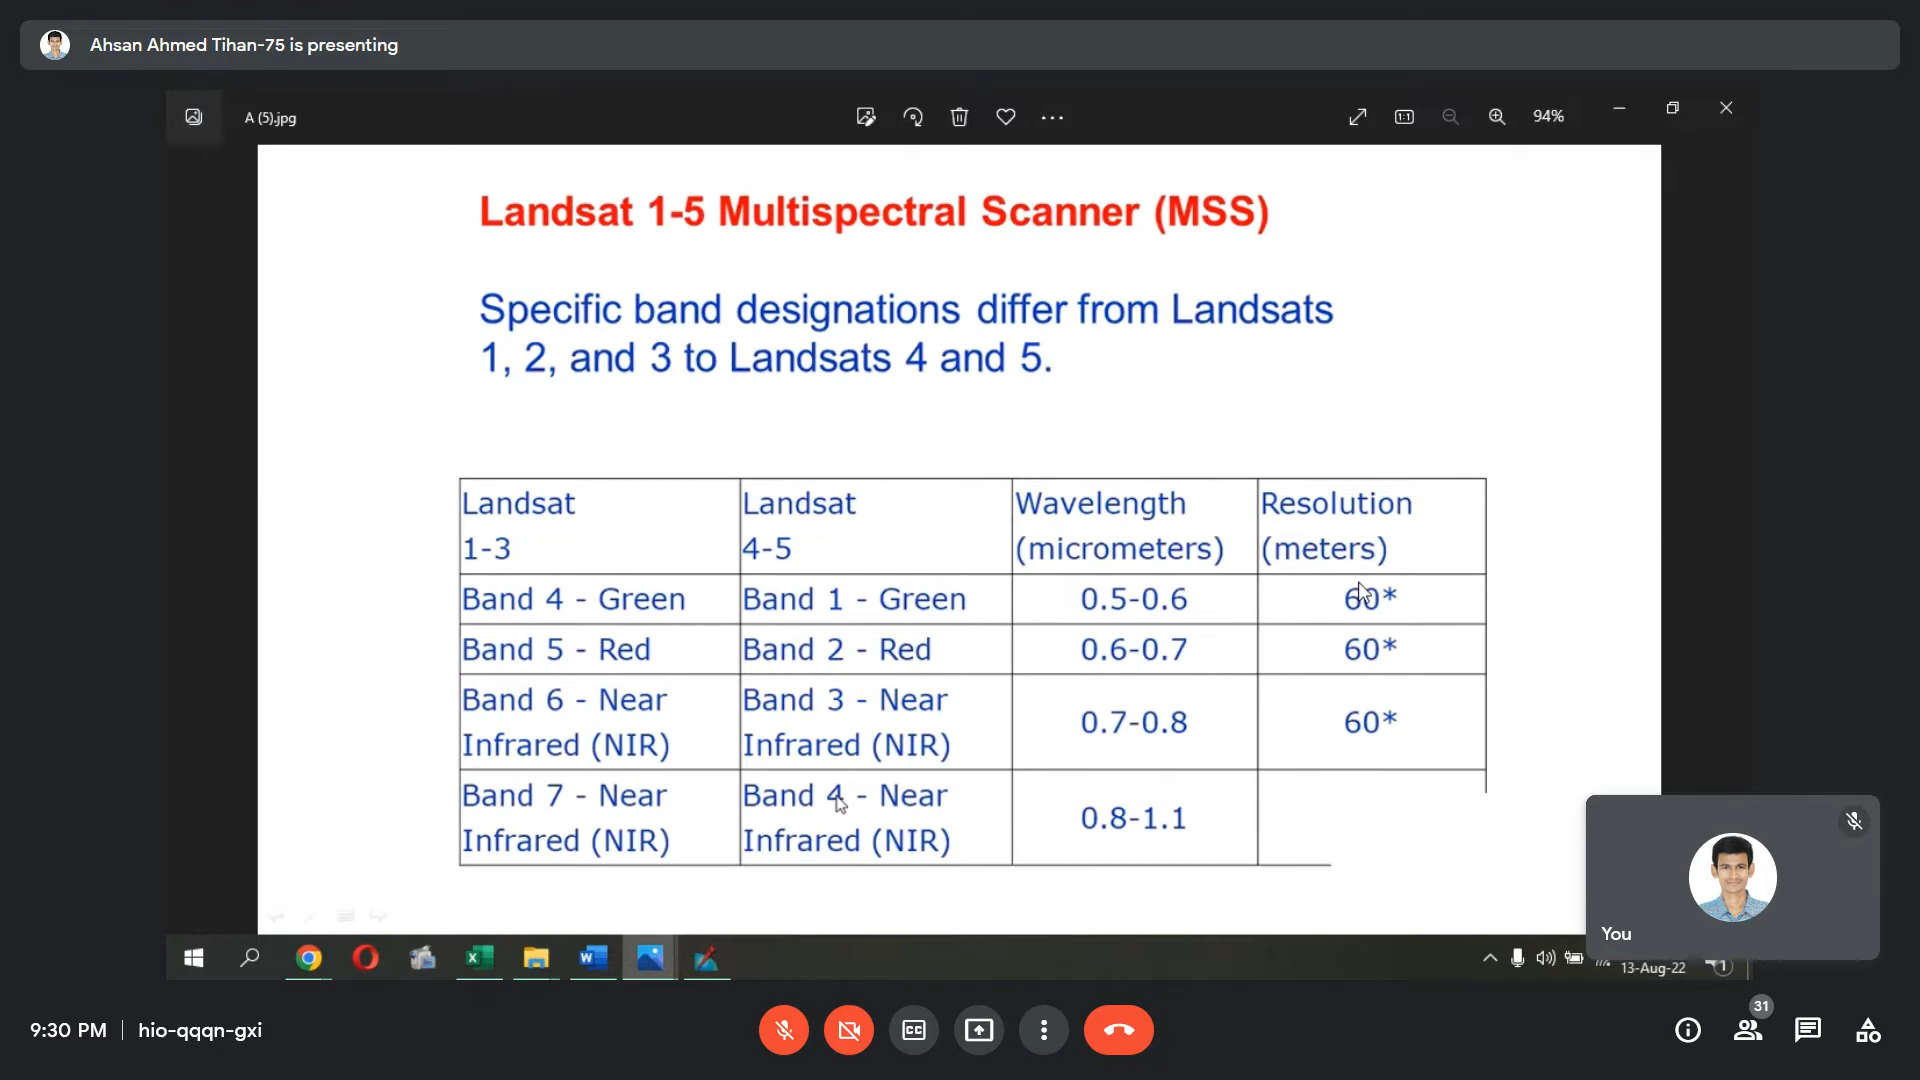 Ahsan Ahmed Tihan-75 is presenting
A (5).jpg
1:1
94%
Landsat 1-5 Multispectral Scanner (MSS)
Specific band designations differ from Landsats
1, 2, and 3 to Landsats 4 and 5.
Landsat 1-3 Landsat 4-5 Wavelength (micrometers) Resolution (meters)
Band 4 - Green Band 1 - Green 0.5-0.6 60*
Band 5 - Red Band 2 - Red 0.6-0.7 60*
Band 6 - Near Infrared (NIR) Band 3 - Near Infrared (NIR) 0.7-0.8 60*
Band 7 - Near Infrared (NIR) Band 4 - Near Infrared (NIR) 0.8-1.1
You
X
W
13-Aug-22
1
9:30 PM | hio-qqqn-gxi
CC
31